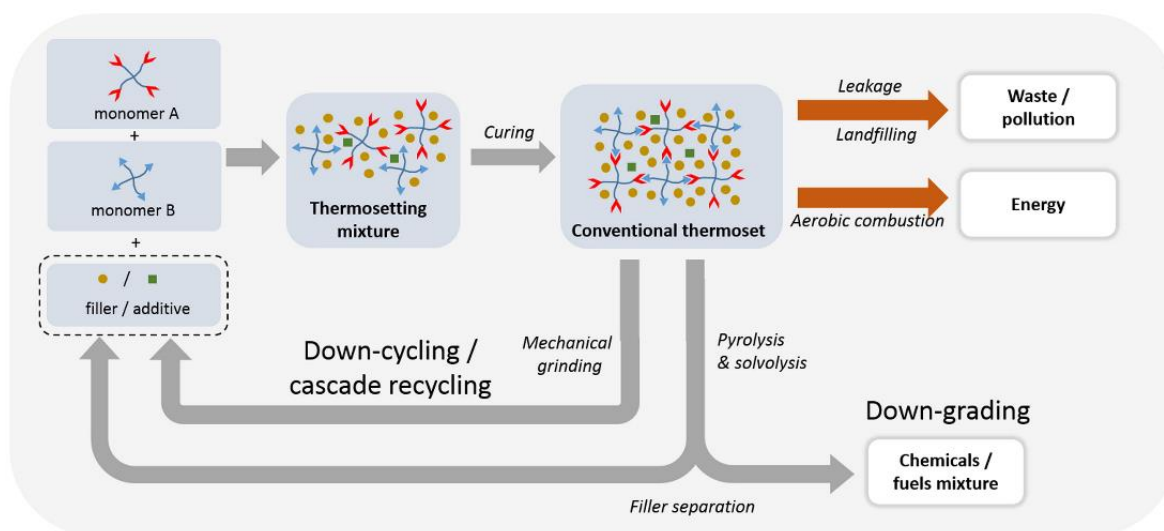 monomer A
+
monomer B
+
/
filler / additive
Thermosetting
mixture
Curing
Conventional thermoset
Leakage
Landfilling
Waste /
pollution
Aerobic combustion
Energy
Down-cycling /
cascade recycling
Mechanical
grinding
Pyrolysis
& solvolysis
Down-grading
Chemicals /
fuels mixture
Filler separation